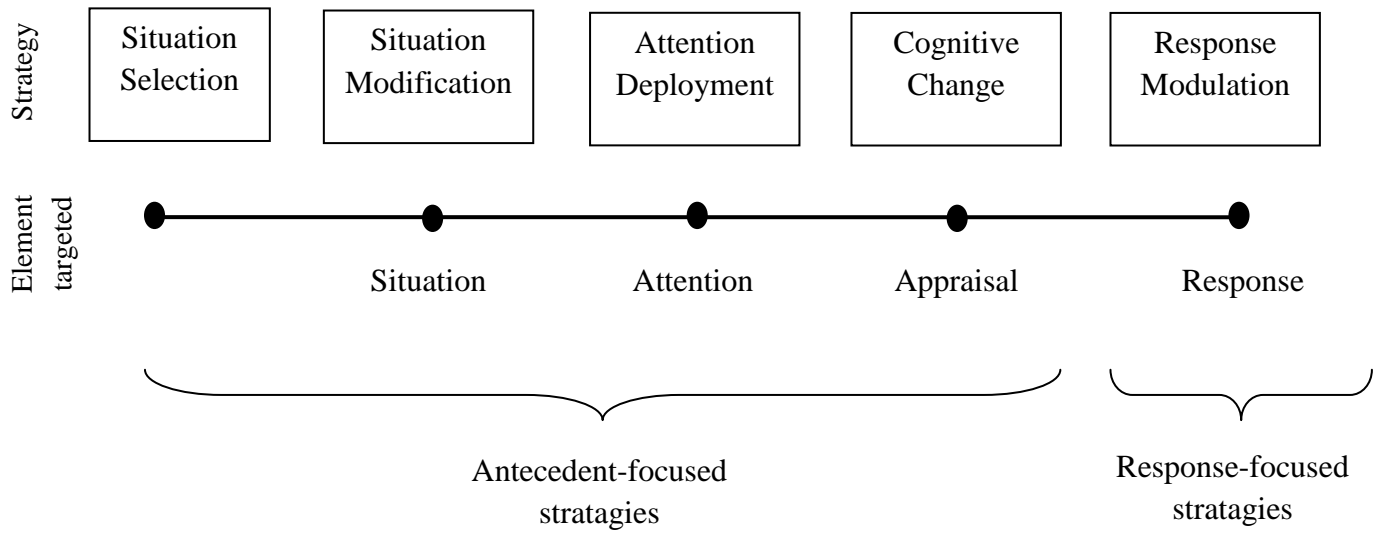 Strategy
Situation
Selection
Situation
Modification
Attention
Deployment
Cognitive
Change
Response
Modulation
Element
targeted
Situation
Attention
Appraisal
Response
Antecedent-focused
stratagies
Response-focused
stratagies